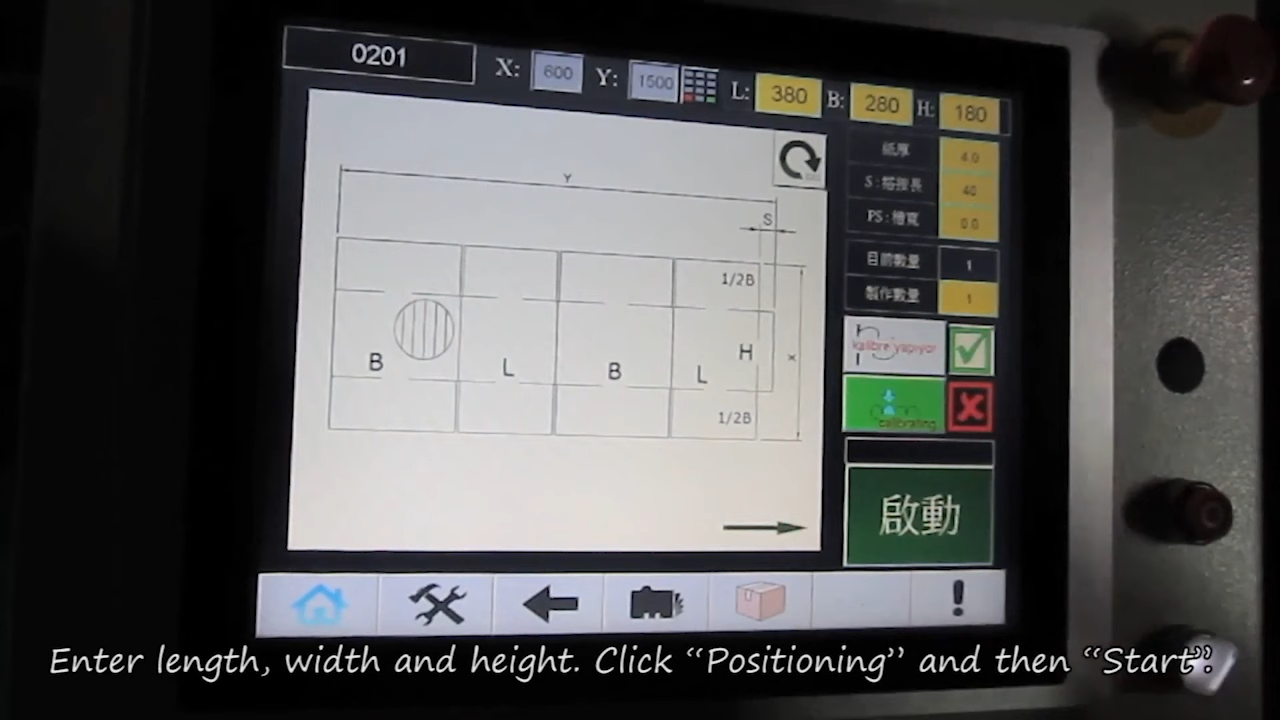 0201 X: 600 Y: 1500 L: 380 B: 280 H: 180
紙厚 4.0
S:搭接長 40
PS:槽寬 0.0
目前數量 1
製作數量 1
kalibre yapıyor
calibrating
啟動
Y
S
1/2B
B L B L H X
1/2B
Enter length, width and height. Click “Positioning” and then “Start”.